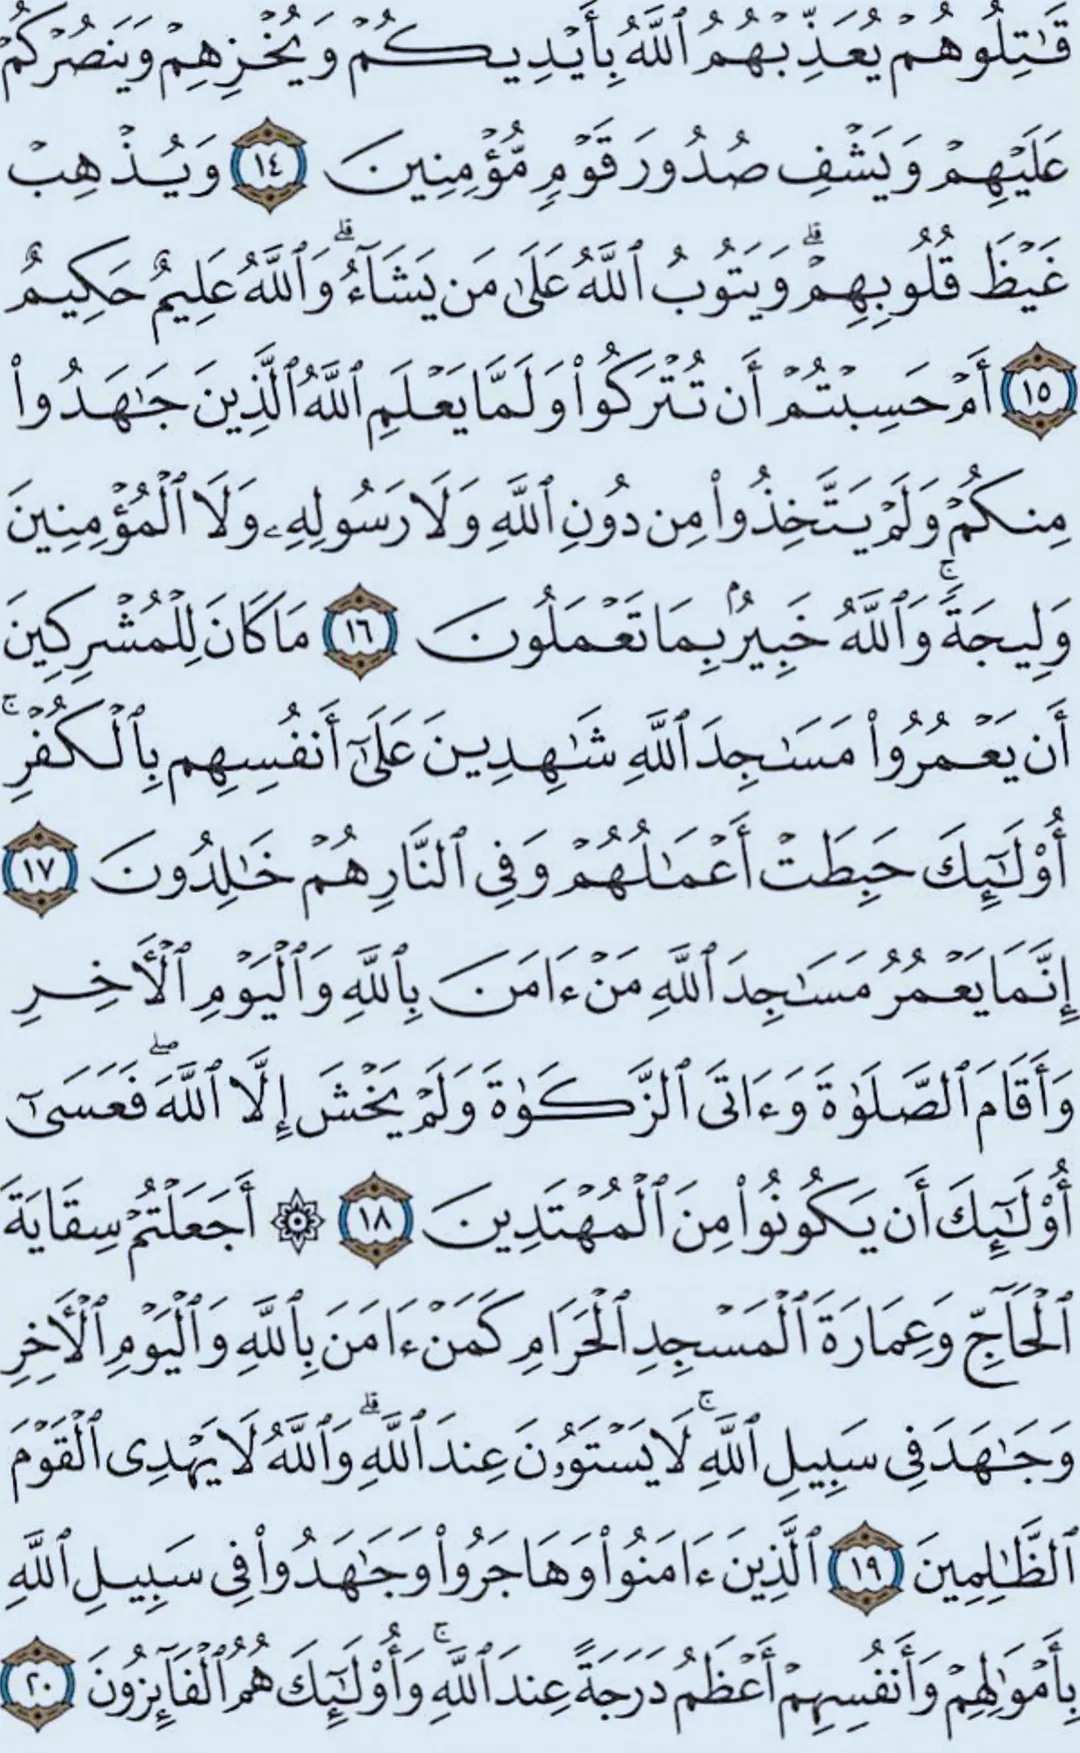 قَٰتِلُوهُمْ يُعَذِّبْهُمُ ٱللَّهُ بِأَيْدِيكُمْ وَيُخْزِهِمْ وَيَنصُرْكُمْ
عَلَيْهِمْ وَيَشْفِ صُدُورَ قَوْمٍ مُّؤْمِنِينَ ١٤ وَيُذْهِبْ
غَيْظَ قُلُوبِهِمْ ۗ وَيَتُوبُ ٱللَّهُ عَلَىٰ مَن يَشَآءُ ۗ وَٱللَّهُ عَلِيمٌ حَكِيمٌ
١٥ أَمْ حَسِبْتُمْ أَن تُتْرَكُوا۟ وَلَمَّا يَعْلَمِ ٱللَّهُ ٱلَّذِينَ جَٰهَدُوا۟
مِنكُمْ وَلَمْ يَتَّخِذُوا۟ مِن دُونِ ٱللَّهِ وَلَا رَسُولِهِۦ وَلَا ٱلْمُؤْمِنِينَ
وَلِيجَةً ۚ وَٱللَّهُ خَبِيرٌۢ بِمَا تَعْمَلُونَ ١٦ مَا كَانَ لِلْمُشْرِكِينَ
أَن يَعْمُرُوا۟ مَسَٰجِدَ ٱللَّهِ شَٰهِدِينَ عَلَىٰٓ أَنفُسِهِم بِٱلْكُفْرِ ۚ
أُو۟لَٰٓئِكَ حَبِطَتْ أَعْمَٰلُهُمْ وَفِى ٱلنَّارِ هُمْ خَٰلِدُونَ ١٧
إِنَّمَا يَعْمُرُ مَسَٰجِدَ ٱللَّهِ مَنْ ءَامَنَ بِٱللَّهِ وَٱلْيَوْمِ ٱلْأَخِرِ
وَأَقَامَ ٱلصَّلَوٰةَ وَءَاتَى ٱلزَّكَوٰةَ وَلَمْ يَخْشَ إِلَّا ٱللَّهَ ۖ فَعَسَىٰٓ
أُو۟لَٰٓئِكَ أَن يَكُونُوا۟ مِنَ ٱلْمُهْتَدِينَ ١٨ ۞ أَجَعَلْتُمْ سِقَايَةَ
ٱلْحَآجِّ وَعِمَارَةَ ٱلْمَسْجِدِ ٱلْحَرَامِ كَمَنْ ءَامَنَ بِٱللَّهِ وَٱلْيَوْمِ ٱلْأَخِرِ
وَجَٰهَدَ فِى سَبِيلِ ٱللَّهِ ۚ لَا يَسْتَوُۥنَ عِندَ ٱللَّهِ ۗ وَٱللَّهُ لَا يَهْدِى ٱلْقَوْمَ
ٱلظَّٰلِمِينَ ١٩ ٱلَّذِينَ ءَامَنُوا۟ وَهَاجَرُوا۟ وَجَٰهَدُوا۟ فِى سَبِيلِ ٱللَّهِ
بِأَمْوَٰلِهِمْ وَأَنفُسِهِمْ أَعْظَمُ دَرَجَةً عِندَ ٱللَّهِ ۚ وَأُو۟لَٰٓئِكَ هُمُ ٱلْفَآئِزُونَ ٢٠